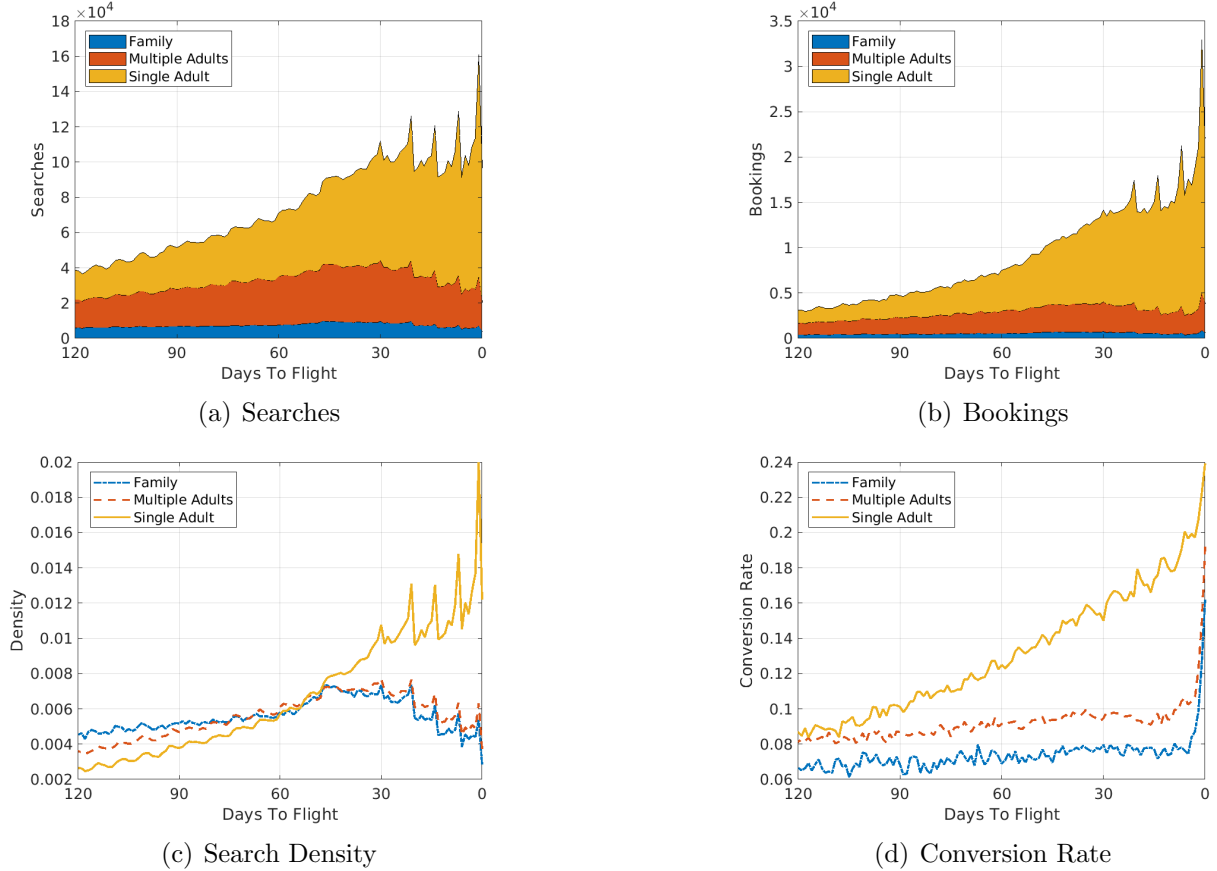 ×10⁴
18
16
14
12
10
8
6
4
2
0
Searches
Family
Multiple Adults
Single Adult
120 90 60 30 0
Days To Flight
(a) Searches
×10⁴
3.5
3
2.5
2
1.5
1
0.5
0
Bookings
Family
Multiple Adults
Single Adult
120 90 60 30 0
Days To Flight
(b) Bookings
0.02
0.018
0.016
0.014
0.012
0.01
0.008
0.006
0.004
0.002
Density
Family
Multiple Adults
Single Adult
120 90 60 30 0
Days To Flight
(c) Search Density
0.24
0.22
0.2
0.18
0.16
0.14
0.12
0.1
0.08
0.06
Conversion Rate
Family
Multiple Adults
Single Adult
120 90 60 30 0
Days To Flight
(d) Conversion Rate